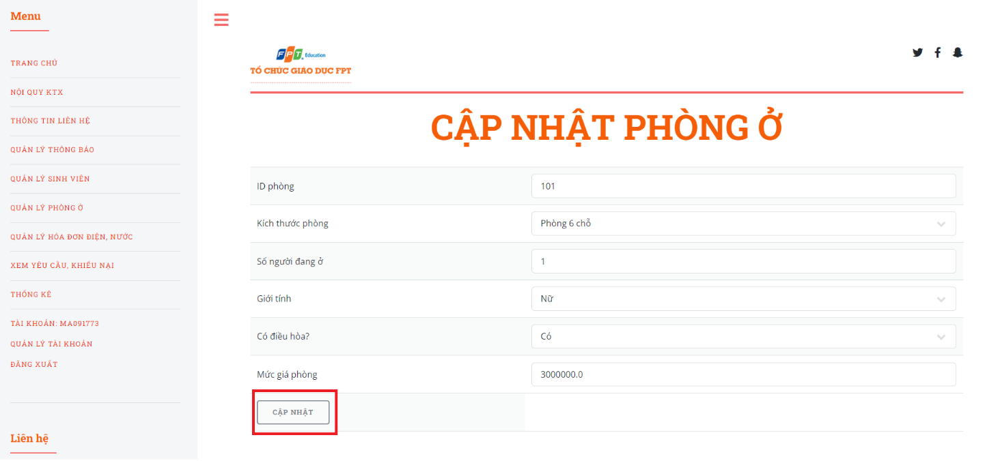 Menu
TRANG CHỦ
NỘI QUY KTX
THÔNG TIN LIÊN HỆ
QUẢN LÝ THÔNG BÁO
QUẢN LÝ SINH VIÊN
QUẢN LÝ PHÒNG Ở
QUẢN LÝ HÓA ĐƠN ĐIỆN, NƯỚC
XEM YÊU CẦU, KHIẾU NẠI
THỐNG KÊ
TÀI KHOẢN: MA091773
QUẢN LÝ TÀI KHOẢN
ĐĂNG XUẤT
Liên hệ
FPT Education
TỔ CHỨC GIÁO DỤC FPT
CẬP NHẬT PHÒNG Ở
ID phòng 101
Kích thước phòng Phòng 6 chỗ
Số người đang ở 1
Giới tính Nữ
Có điều hòa? Có
Mức giá phòng 3000000.0
CẬP NHẬT